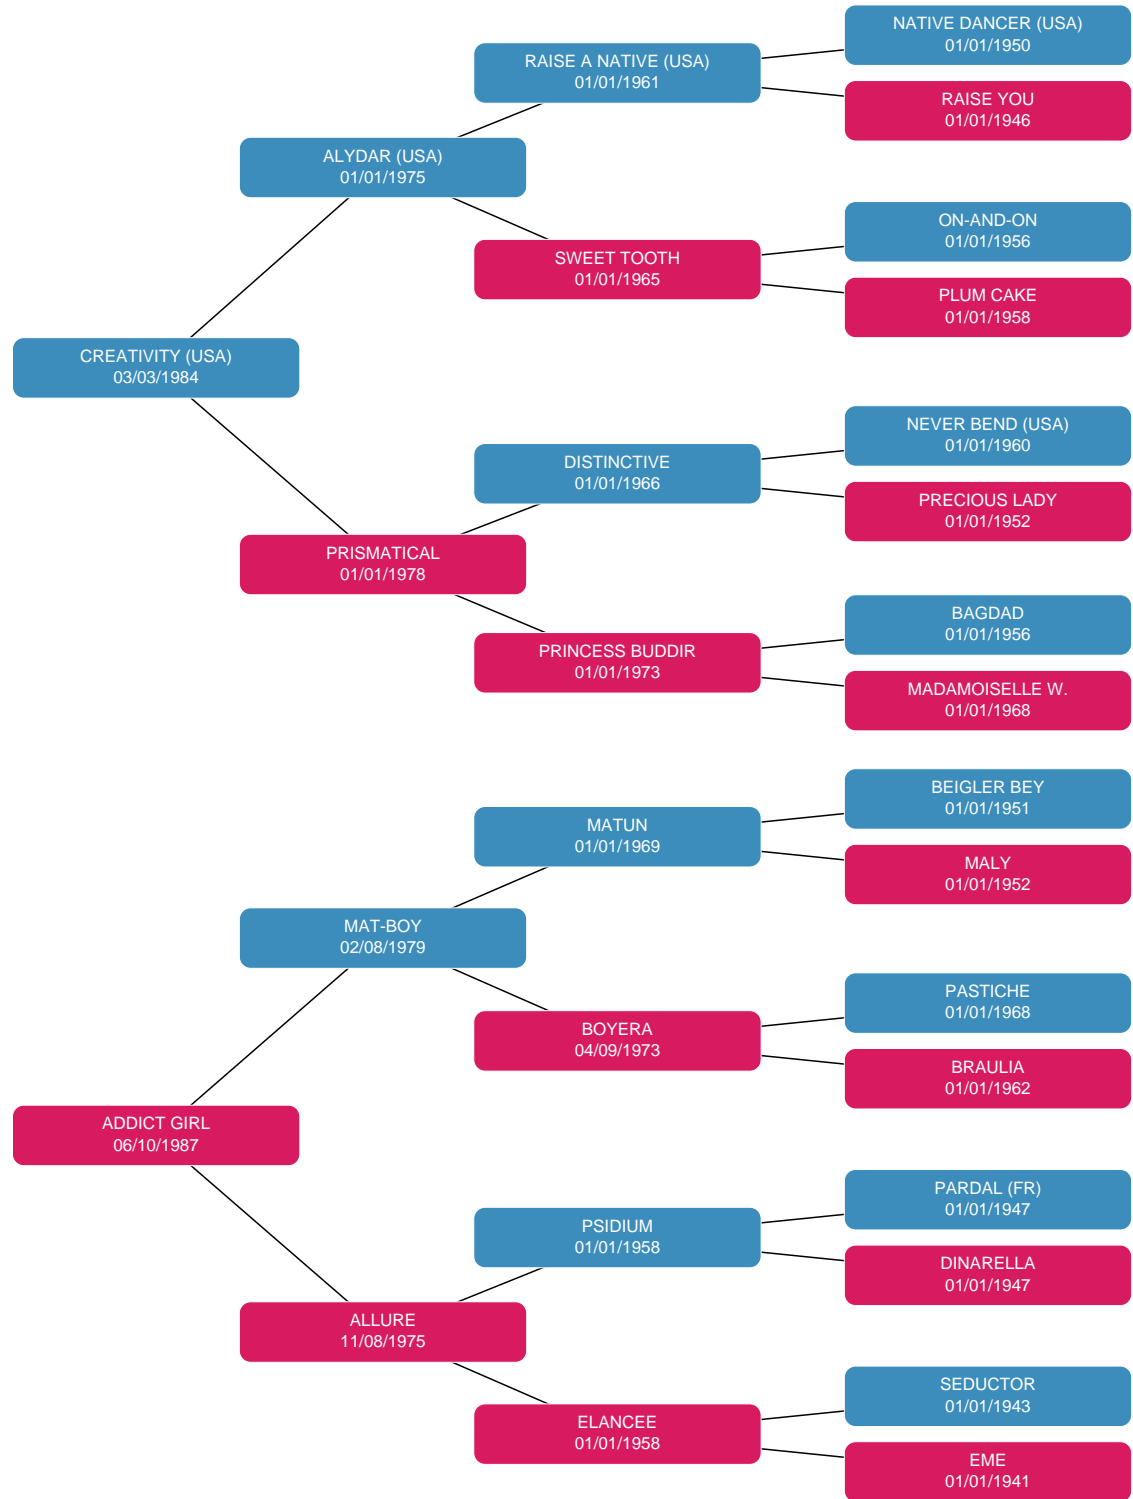 NATIVE DANCER (USA)
01/01/1950
RAISE A NATIVE (USA)
01/01/1961
RAISE YOU
01/01/1946
ALYDAR (USA)
01/01/1975
ON-AND-ON
01/01/1956
SWEET TOOTH
01/01/1965
PLUM CAKE
01/01/1958
CREATIVITY (USA)
03/03/1984
NEVER BEND (USA)
01/01/1960
DISTINCTIVE
01/01/1966
PRECIOUS LADY
01/01/1952
PRISMATICAL
01/01/1978
BAGDAD
01/01/1956
PRINCESS BUDDIR
01/01/1973
MADAMOISELLE W.
01/01/1968
BEIGLER BEY
01/01/1951
MATUN
01/01/1969
MALY
01/01/1952
MAT-BOY
02/08/1979
PASTICHE
01/01/1968
BOYERA
04/09/1973
BRAULIA
01/01/1962
ADDICT GIRL
06/10/1987
PARDAL (FR)
01/01/1947
PSIDIUM
01/01/1958
DINARELLA
01/01/1947
ALLURE
11/08/1975
SEDUCTOR
01/01/1943
ELANCEE
01/01/1958
EME
01/01/1941